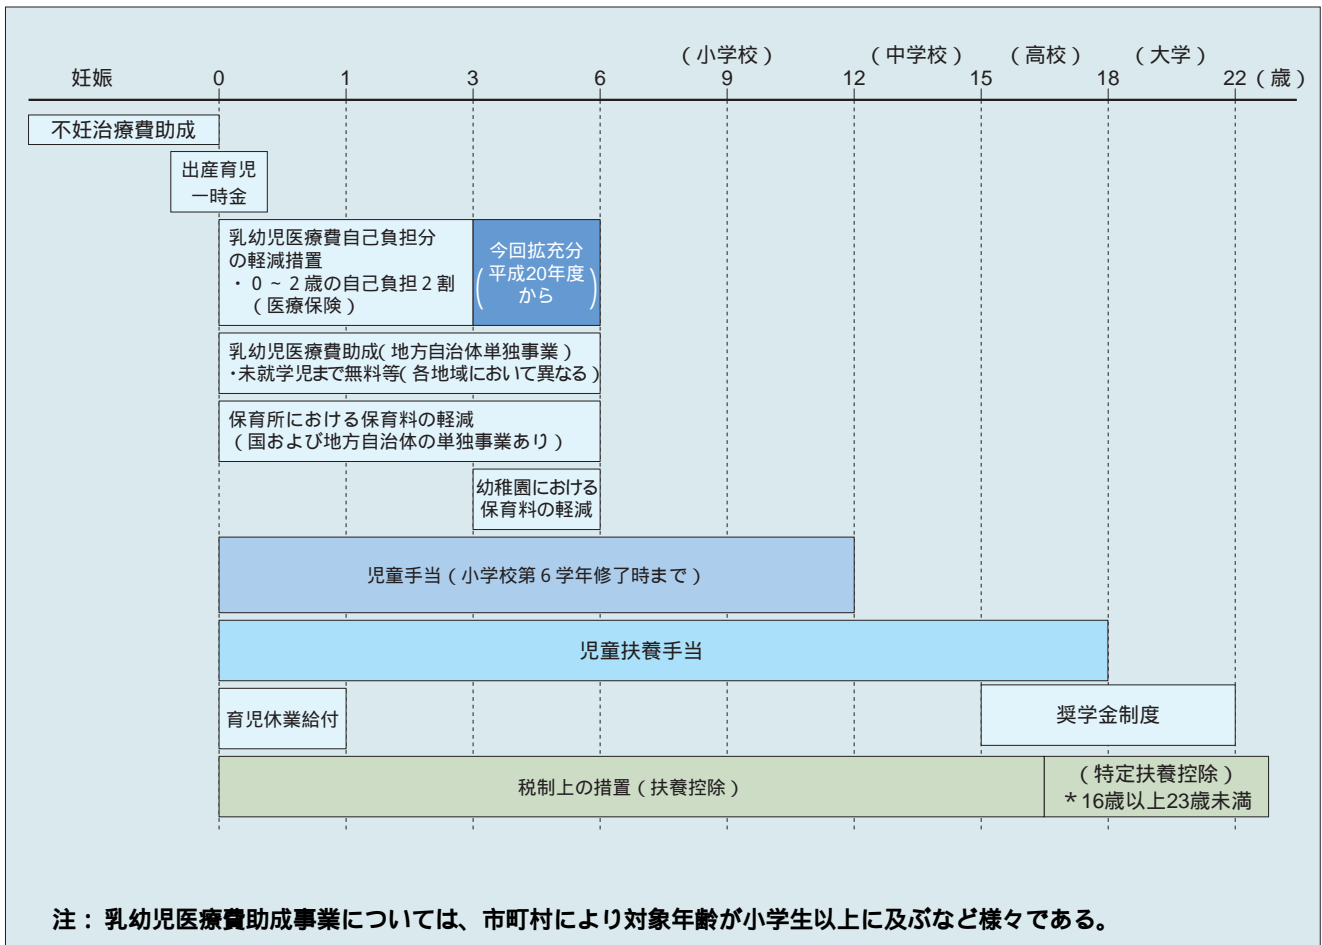 （小学校）　（中学校）　（高校）　（大学）
妊娠　0　1　3　6　9　12　15　18　22（歳）
不妊治療費助成
出産育児
一時金
乳幼児医療費自己負担分
の軽減措置
・０～２歳の自己負担２割
（医療保険）
今回拡充分
（平成20年度
から）
乳幼児医療費助成（地方自治体単独事業）
・未就学児まで無料等（各地域において異なる）
保育所における保育料の軽減
（国および地方自治体の単独事業あり）
幼稚園における
保育料の軽減
児童手当（小学校第６学年修了時まで）
児童扶養手当
育児休業給付
奨学金制度
税制上の措置（扶養控除）
（特定扶養控除）
＊16歳以上23歳未満
注：乳幼児医療費助成事業については、市町村により対象年齢が小学生以上に及ぶなど様々である。